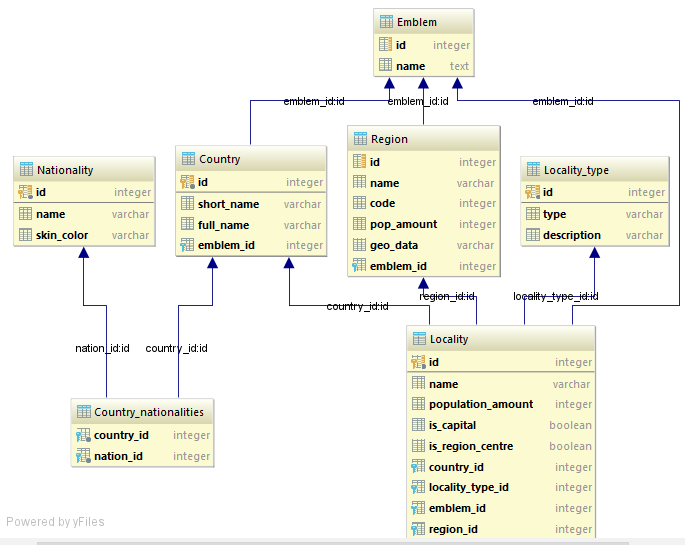 Emblem
id integer
name text
emblem_id:id emblem_id:id emblem_id:id
Nationality
id integer
name varchar
skin_color varchar
Country
id integer
short_name varchar
full_name varchar
emblem_id integer
Region
id integer
name varchar
code integer
pop_amount integer
geo_data varchar
emblem_id integer
Locality_type
id integer
type varchar
description varchar
region_id:id locality_type_id:id
country_id:id
nation_id:id country_id:id
Country_nationalities
country_id integer
nation_id integer
Locality
id integer
name varchar
population_amount integer
is_capital boolean
is_region_centre boolean
country_id integer
locality_type_id integer
emblem_id integer
region_id integer
Powered by yFiles